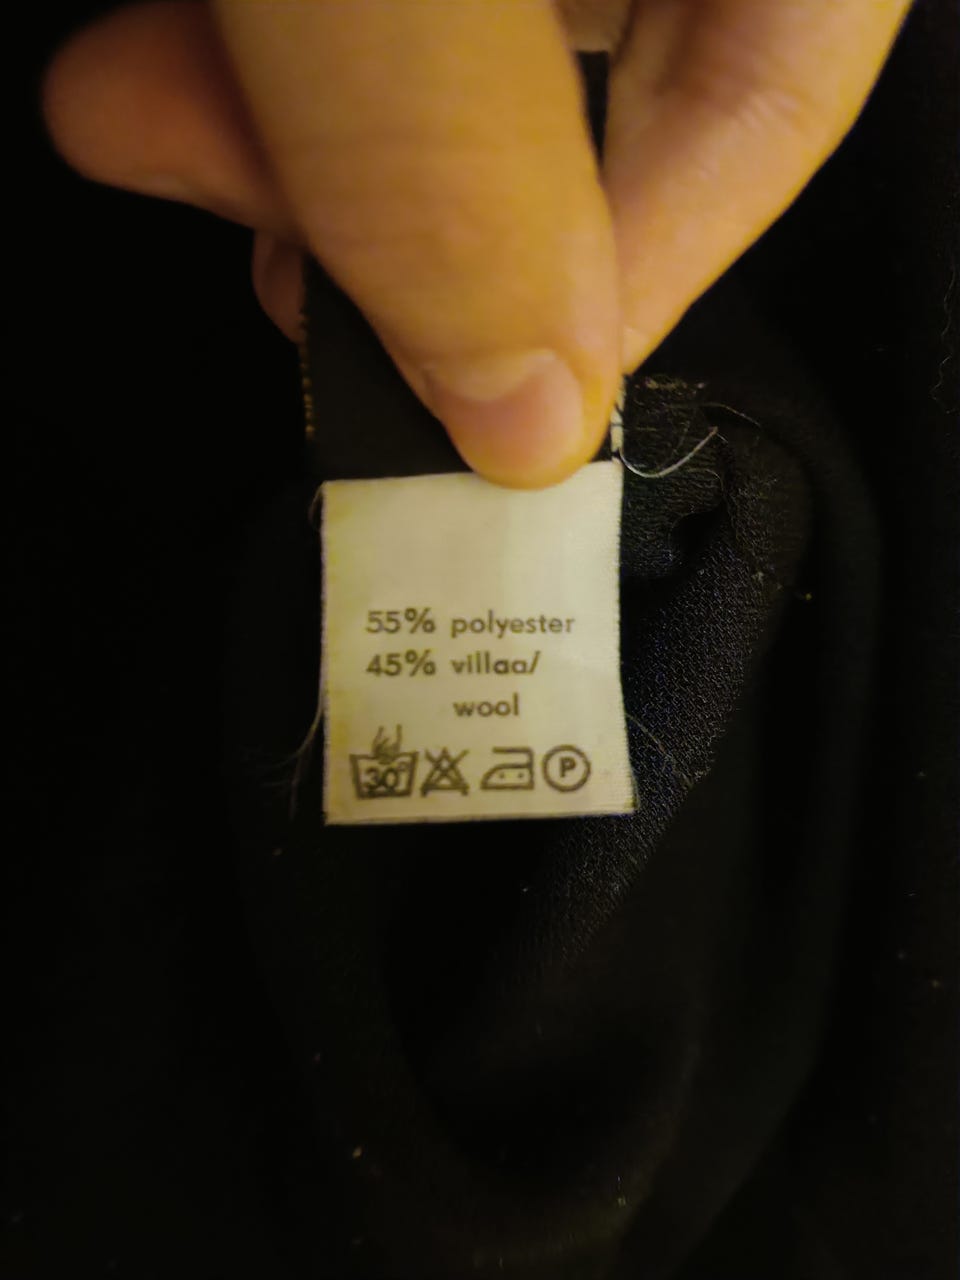 55% polyester
45% villaa/
wool
30° P